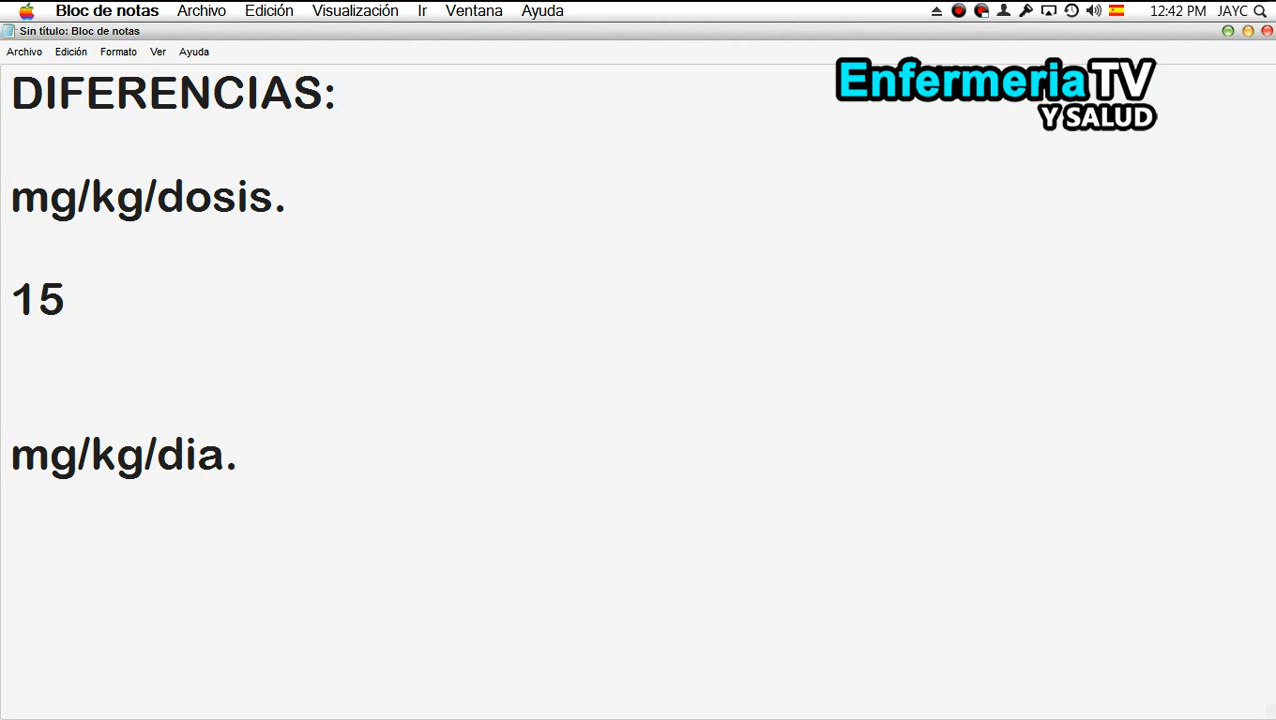 Bloc de notas Archivo Edición Visualización Ir Ventana Ayuda 12:42 PM JAYC
Sin título: Bloc de notas
Archivo Edición Formato Ver Ayuda
DIFERENCIAS:
EnfermeriaTV
Y SALUD
mg/kg/dosis.
15
mg/kg/dia.